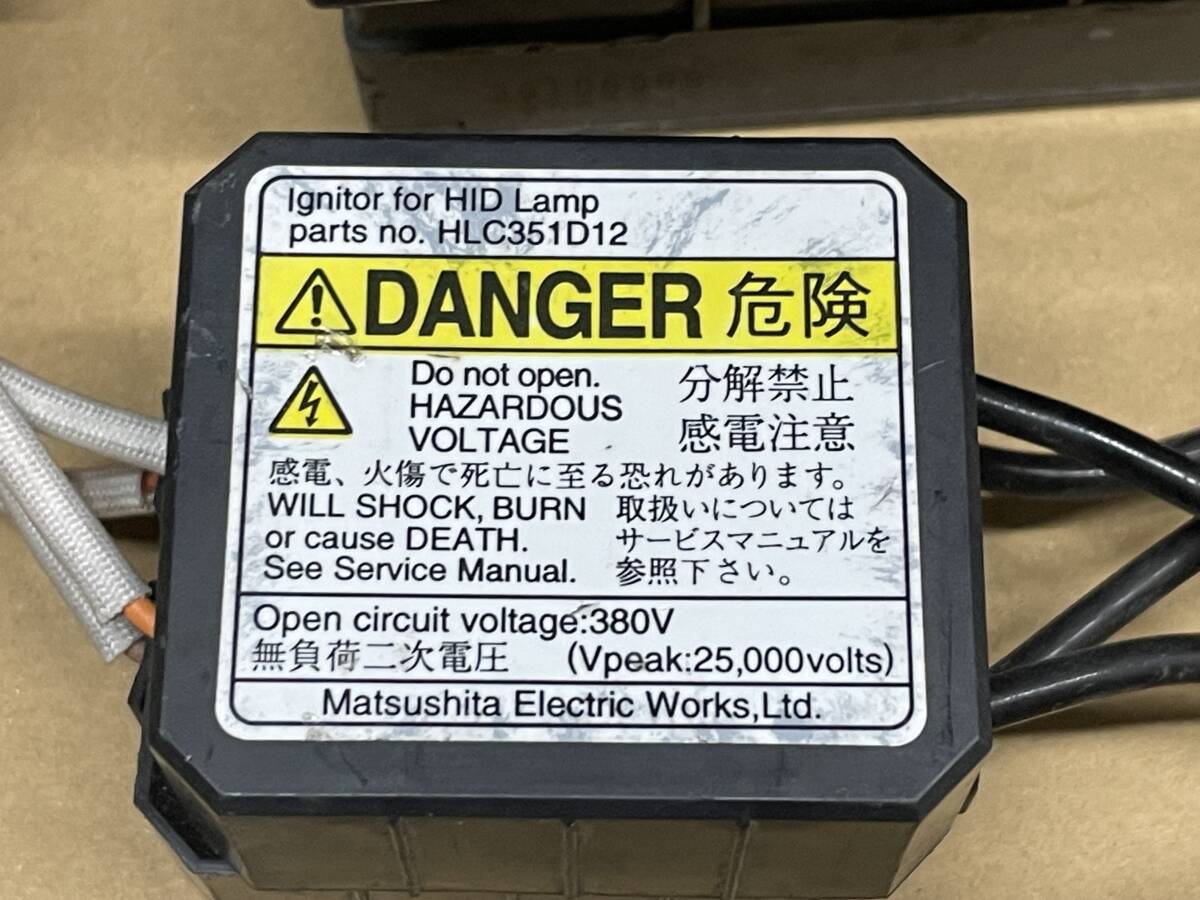 Ignitor for HID Lamp
parts no. HLC351D12
DANGER 危険
Do not open.
HAZARDOUS
VOLTAGE
分解禁止
感電注意
感電、火傷で死亡に至る恐れがあります。
WILL SHOCK, BURN
or cause DEATH.
See Service Manual.
取扱いについては
サービスマニュアルを
参照下さい。
Open circuit voltage:380V
無負荷二次電圧 (Vpeak:25,000volts)
Matsushita Electric Works,Ltd.